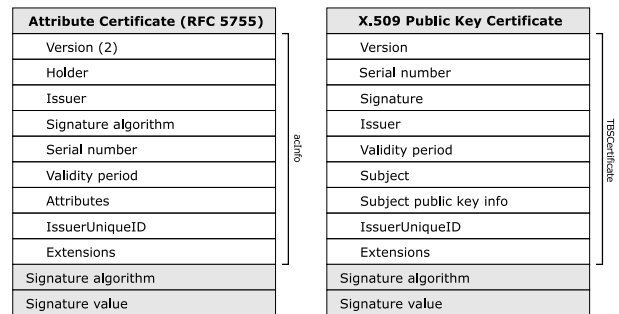 Attribute Certificate (RFC 5755)
Version (2)
Holder
Issuer
Signature algorithm
Serial number
Validity period
Attributes
IssuerUniqueID
Extensions
Signature algorithm
Signature value
acInfo
X.509 Public Key Certificate
Version
Serial number
Signature
Issuer
Validity period
Subject
Subject public key info
IssuerUniqueID
Extensions
Signature algorithm
Signature value
TBSCertificate